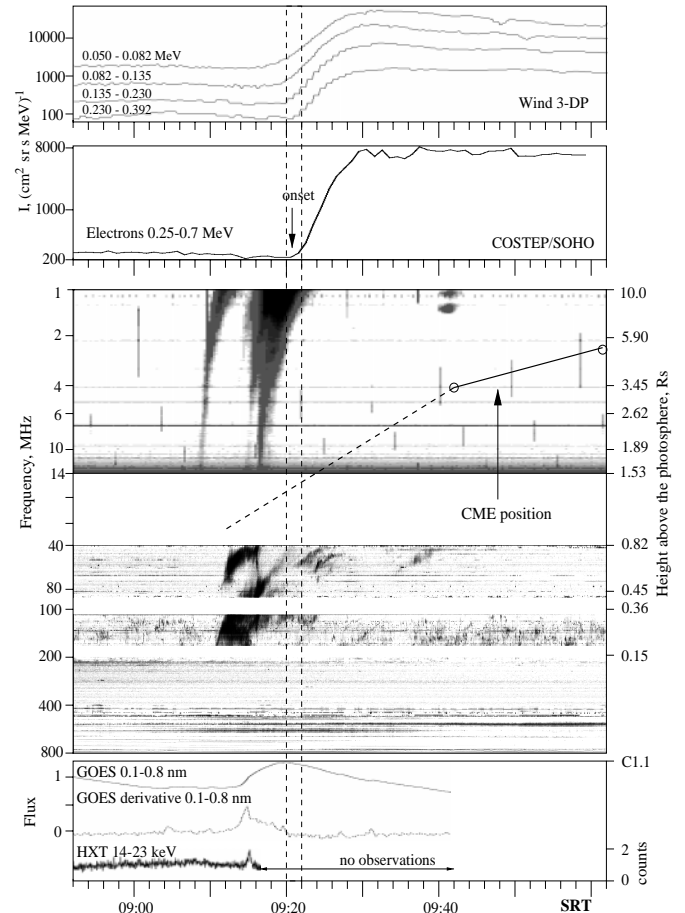 10000
1000
100
0.050 - 0.082 MeV
0.082 - 0.135
0.135 - 0.230
0.230 - 0.392
Wind 3-DP
I, (cm² sr s MeV)⁻¹
8000
1000
200
onset
Electrons 0.25-0.7 MeV
COSTEP/SOHO
1
2
4
6
10
14
10.0
5.90
3.45
2.62
1.89
1.53
CME position
Frequency, MHz
Height above the photosphere, Rs
40
80
100
200
400
800
0.82
0.45
0.36
0.15
GOES 0.1-0.8 nm
C1.1
1
GOES derivative 0.1-0.8 nm
Flux
0
HXT 14-23 keV
no observations
2
0
counts
09:00
09:20
09:40
SRT